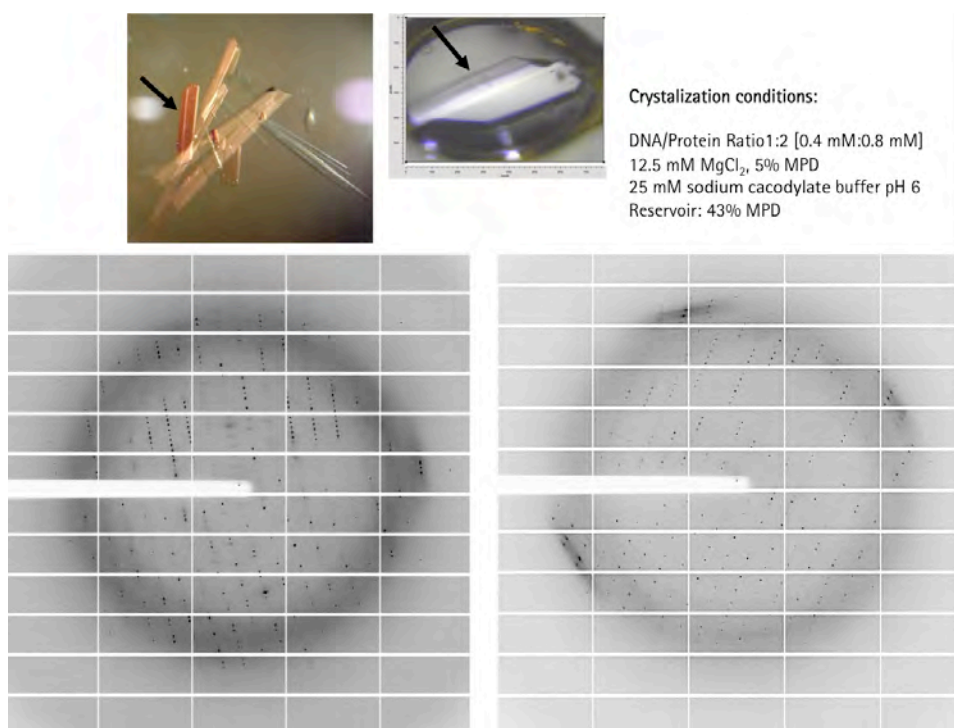 Crystalization conditions:
DNA/Protein Ratio1:2 [0.4 mM:0.8 mM]
12.5 mM MgCl₂, 5% MPD
25 mM sodium cacodylate buffer pH 6
Reservoir: 43% MPD